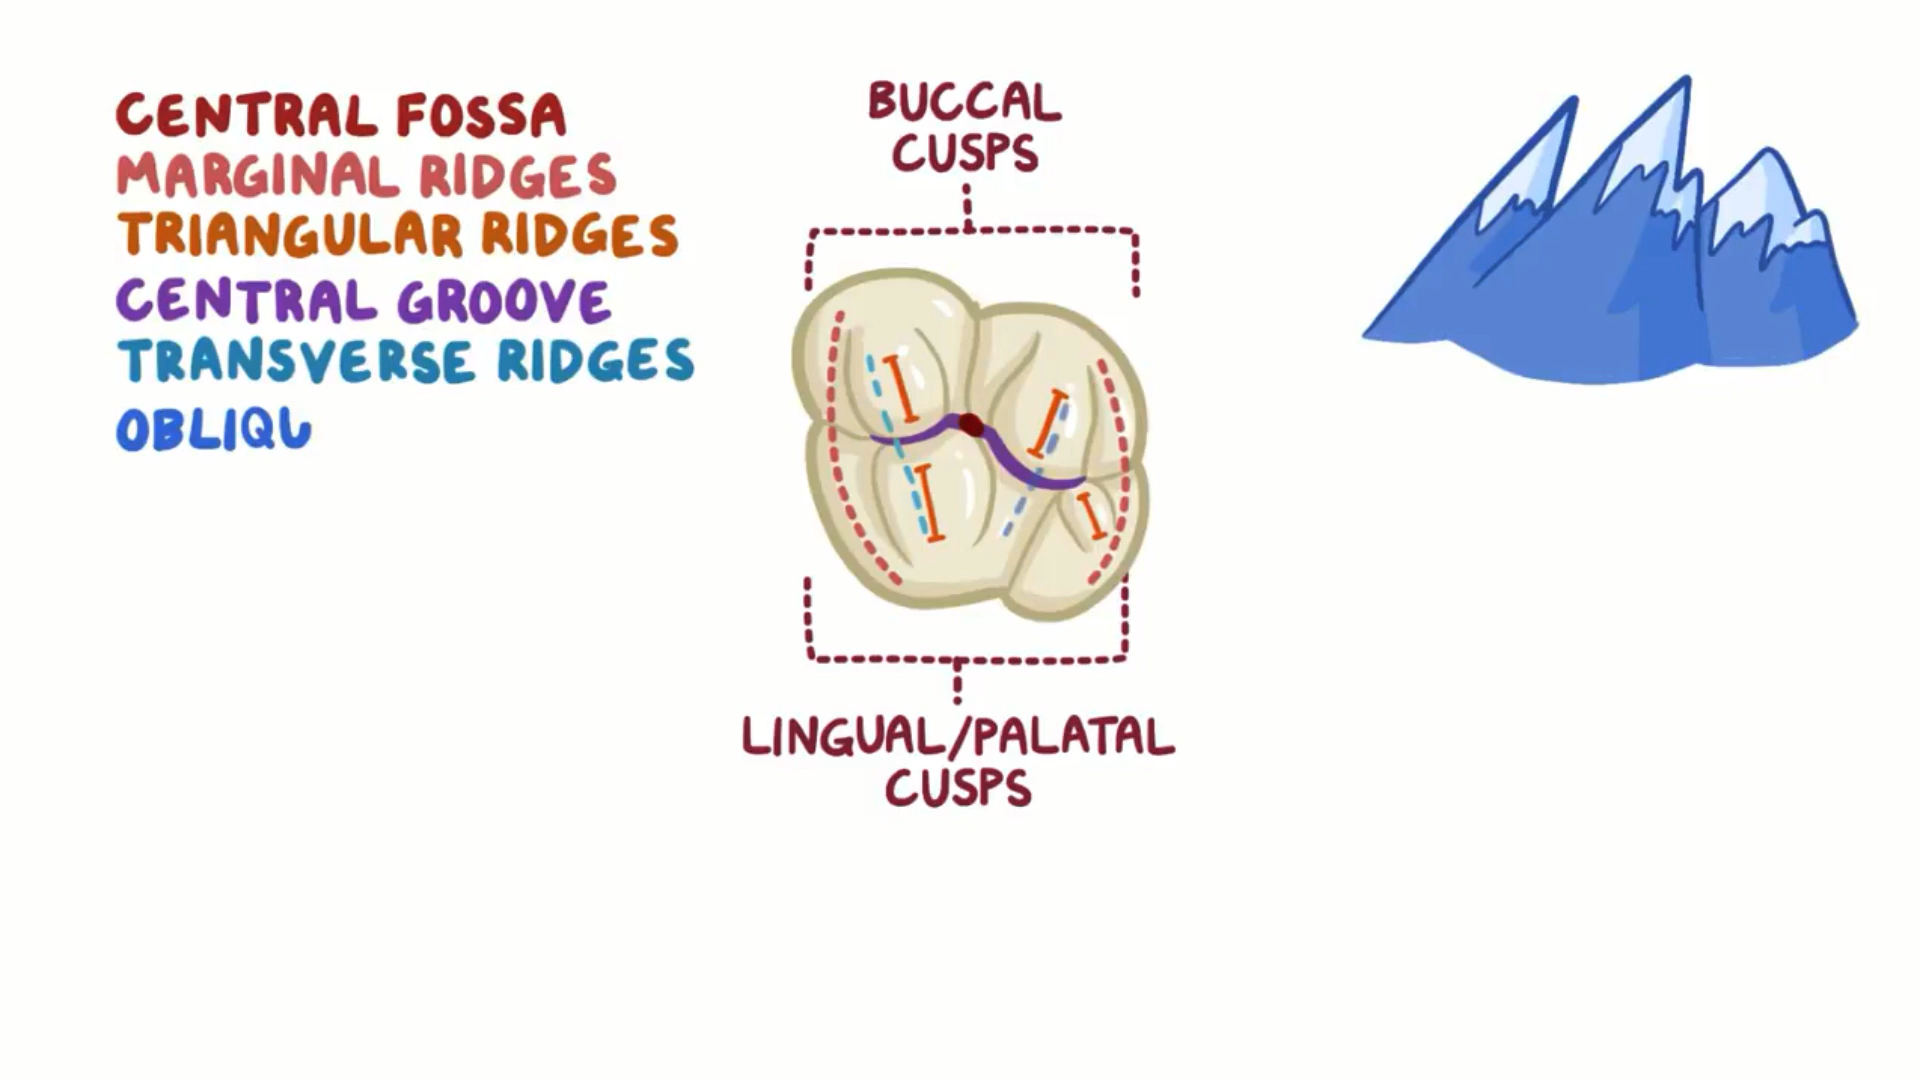 CENTRAL FOSSA
MARGINAL RIDGES
TRIANGULAR RIDGES
CENTRAL GROOVE
TRANSVERSE RIDGES
OBLIQU
BUCCAL
CUSPS
LINGUAL/PALATAL
CUSPS